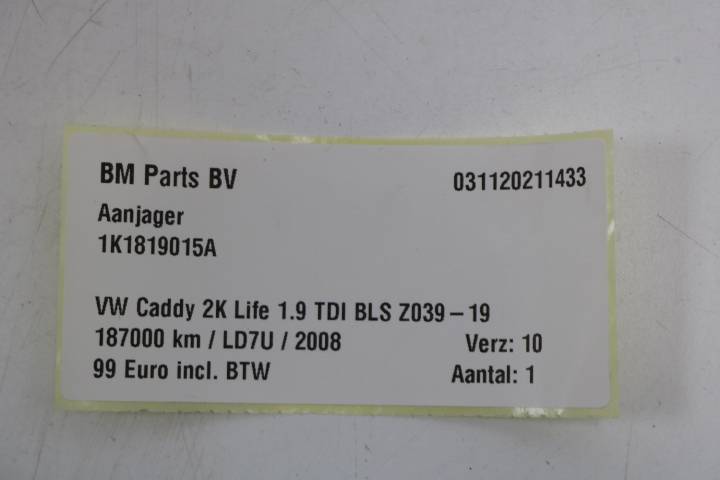 BM Parts BV 031120211433
Aanjager
1K1819015A
VW Caddy 2K Life 1.9 TDI BLS Z039-19
187000 km / LD7U / 2008 Verz: 10
99 Euro incl. BTW Aantal: 1